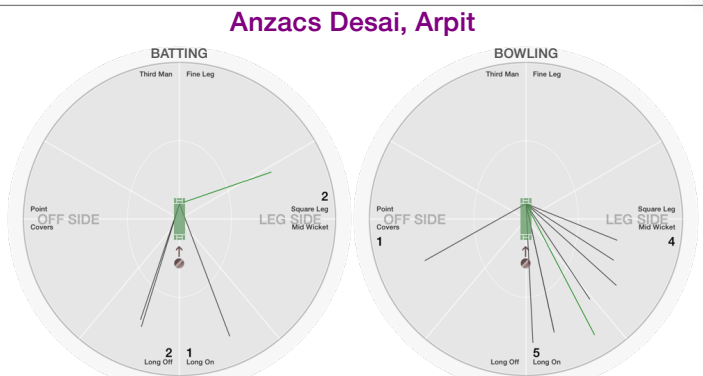 Anzacs Desai, Arpit
BATTING
Third Man Fine Leg
Point
OFF SIDE
Covers
2
Square Leg
LEG SIDE
Mid Wicket
2 1
Long Off Long On
BOWLING
Third Man Fine Leg
Point
OFF SIDE
Covers
1
Square Leg
LEG SIDE
Mid Wicket
4
5
Long Off Long On